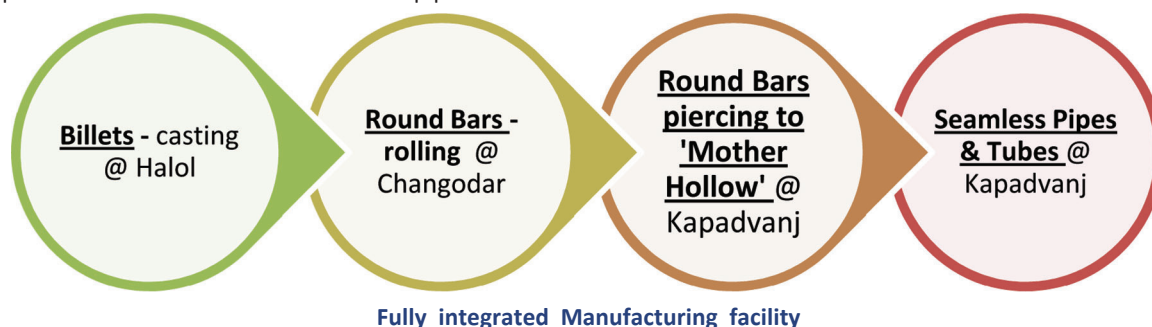 Billets - casting
@ Halol
Round Bars -
rolling @
Changodar
Round Bars
piercing to
'Mother
Hollow' @
Kapadvanj
Seamless Pipes
& Tubes @
Kapadvanj
Fully integrated Manufacturing facility